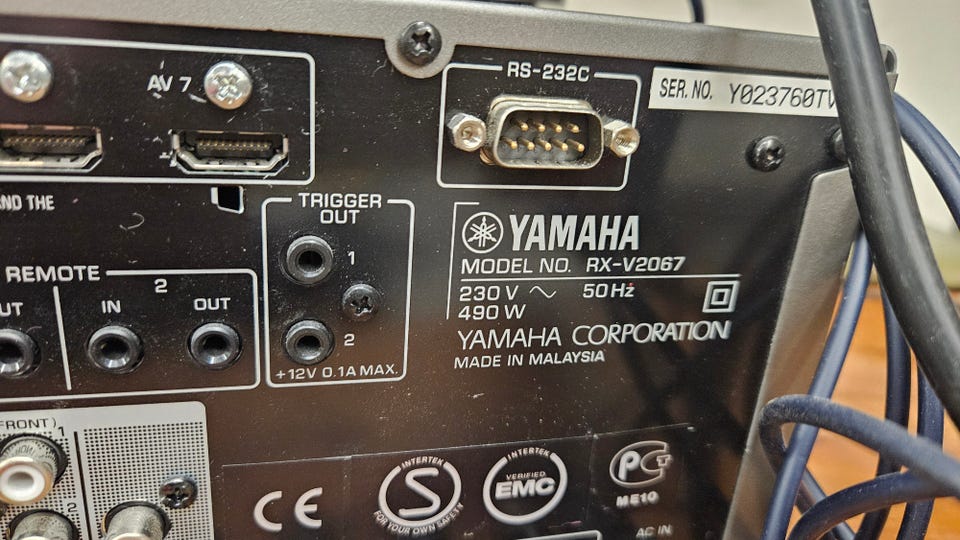 AV 7
RS-232C
SER. NO. Y023760TV
AND THE
TRIGGER
OUT
1
2
+12V 0.1A MAX.
REMOTE
2
IN
OUT
YAMAHA
MODEL NO. RX-V2067
230 V ~ 50 Hz
490 W
YAMAHA CORPORATION
MADE IN MALAYSIA
FRONT)
1
2
CE
INTERTEK
S
FOR YOUR OWN SAFETY
INTERTEK
VERIFIED
EMC
ME10
AC IN